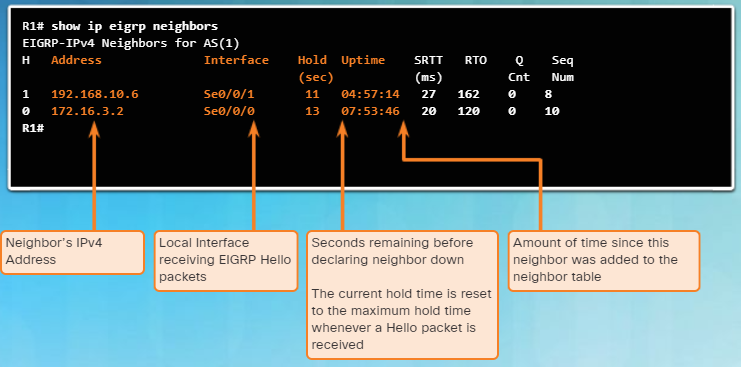 R1# show ip eigrp neighbors
EIGRP-IPv4 Neighbors for AS(1)
H Address Interface Hold Uptime SRTT RTO Q Seq
(sec) (ms) Cnt Num
1 192.168.10.6 Se0/0/1 11 04:57:14 27 162 0 8
0 172.16.3.2 Se0/0/0 13 07:53:46 20 120 0 10
R1#
Neighbor's IPv4
Address
Local Interface
receiving EIGRP Hello
packets
Seconds remaining before
declaring neighbor down
The current hold time is reset
to the maximum hold time
whenever a Hello packet is
received
Amount of time since this
neighbor was added to the
neighbor table